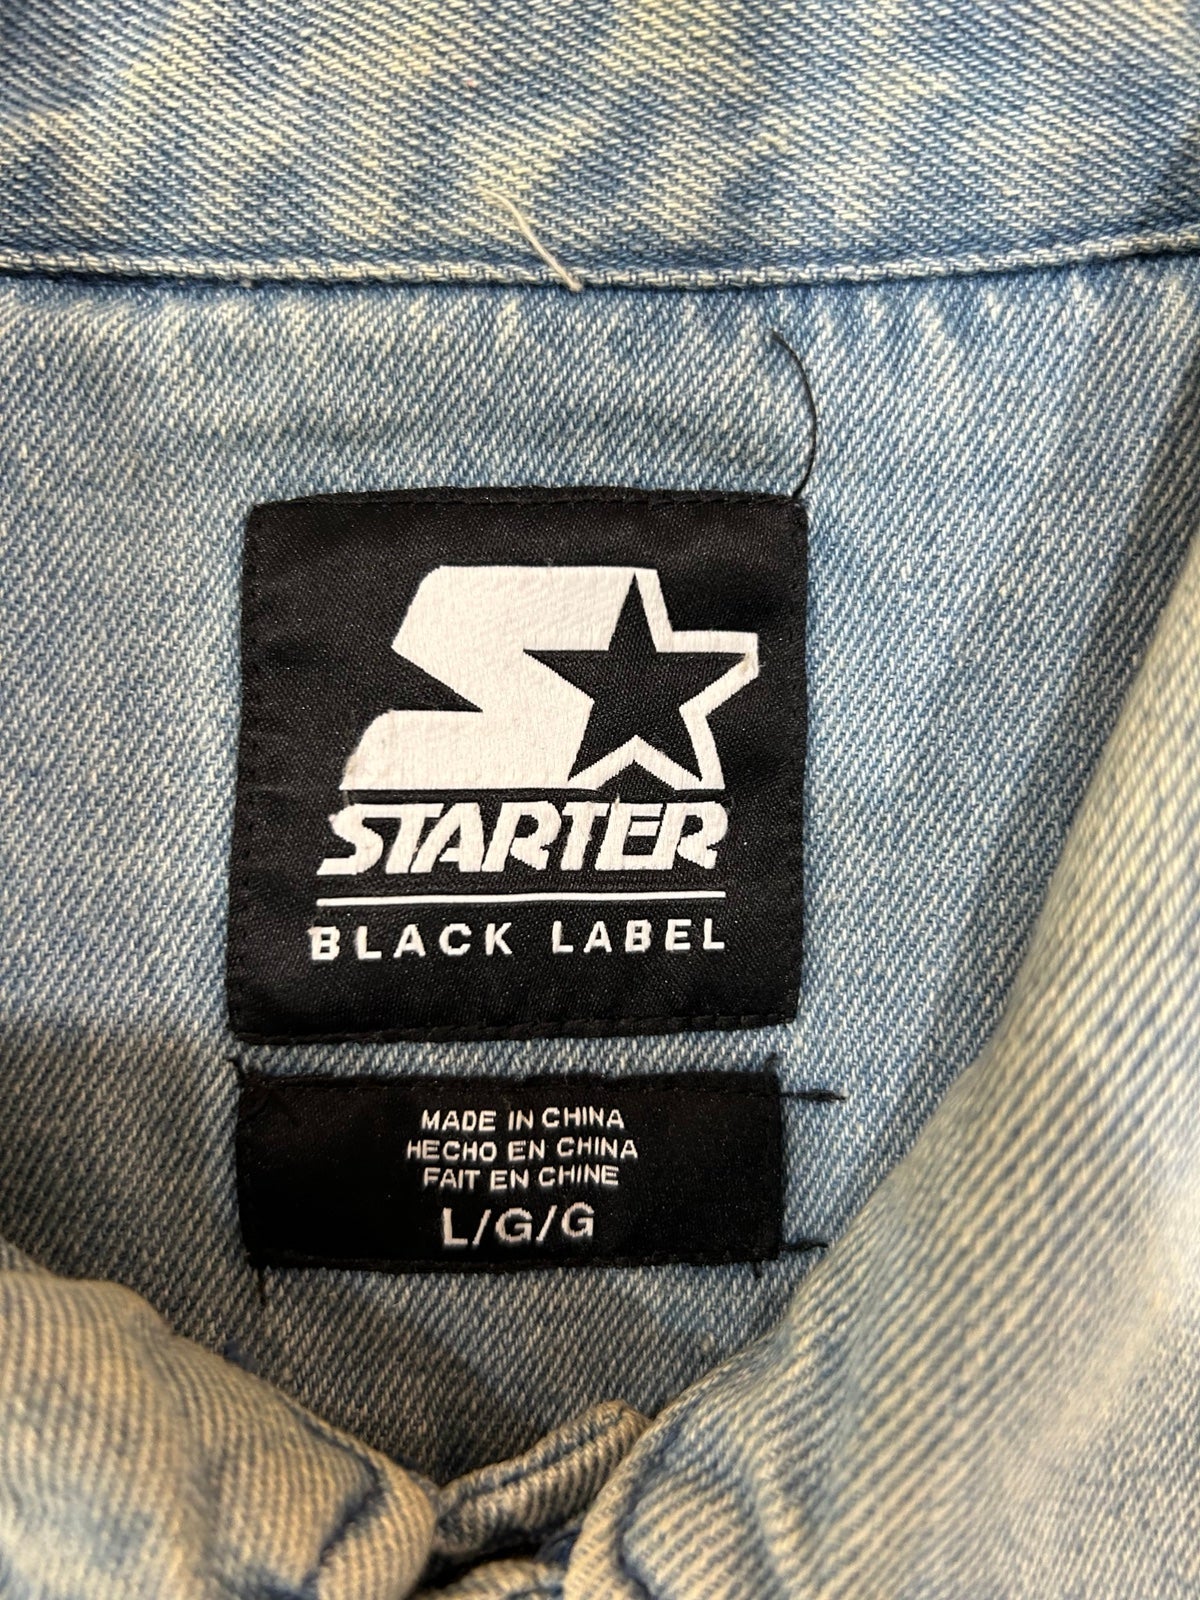 STARTER
BLACK LABEL
MADE IN CHINA
HECHO EN CHINA
FAIT EN CHINE
L/G/G